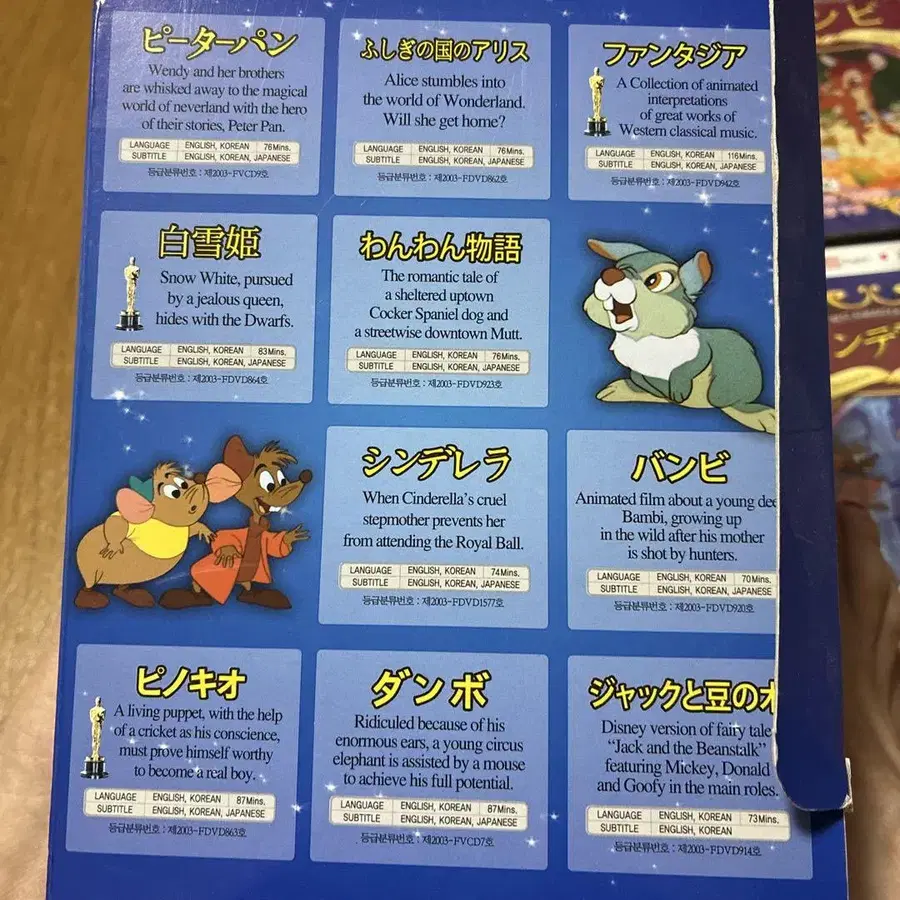 ピーターパン
Wendy and her brothers
are whisked away to the magical
world of neverland with the hero
of their stories, Peter Pan.
LANGUAGE ENGLISH, KOREAN 76Mins.
SUBTITLE ENGLISH, KOREAN, JAPANESE
등급분류번호 : 제2003-FVCD9호
ふしぎの国のアリス
Alice stumbles into
the world of Wonderland.
Will she get home?
LANGUAGE ENGLISH, KOREAN 76Mins.
SUBTITLE ENGLISH, KOREAN, JAPANESE
등급분류번호 : 제2003-FDVD862호
ファンタジア
A Collection of animated
interpretations
of great works of
Western classical music.
LANGUAGE ENGLISH, KOREAN 116Mins.
SUBTITLE ENGLISH, KOREAN, JAPANESE
등급분류번호 : 제2003-FDVD942호
白雪姫
Snow White, pursued
by a jealous queen,
hides with the Dwarfs.
LANGUAGE ENGLISH, KOREAN 83Mins.
SUBTITLE ENGLISH, KOREAN, JAPANESE
등급분류번호 : 제2003-FDVD864호
わんわん物語
The romantic tale of
a sheltered uptown
Cocker Spaniel dog and
a streetwise downtown Mutt.
LANGUAGE ENGLISH, KOREAN 76Mins.
SUBTITLE ENGLISH, KOREAN, JAPANESE
등급분류번호 : 제2003-FDVD923호
シンデレラ
When Cinderella's cruel
stepmother prevents her
from attending the Royal Ball.
LANGUAGE ENGLISH, KOREAN 74Mins.
SUBTITLE ENGLISH, KOREAN, JAPANESE
등급분류번호 : 제2003-FDVD1577호
バンビ
Animated film about a young dee
Bambi, growing up
in the wild after his mother
is shot by hunters.
LANGUAGE ENGLISH, KOREAN 70Mins.
SUBTITLE ENGLISH, KOREAN, JAPANESE
등급분류번호 : 제2003-FDVD920호
ピノキオ
A living puppet, with the help
of a cricket as his conscience,
must prove himself worthy
to become a real boy.
LANGUAGE ENGLISH, KOREAN 87Mins.
SUBTITLE ENGLISH, KOREAN, JAPANESE
등급분류번호 : 제2003-FDVD863호
ダンボ
Ridiculed because of his
enormous ears, a young circus
elephant is assisted by a mouse
to achieve his full potential.
LANGUAGE ENGLISH, KOREAN 87Mins.
SUBTITLE ENGLISH, KOREAN, JAPANESE
등급분류번호 : 제2003-FVCD7호
ジャックと豆の木
Disney version of fairy tale
"Jack and the Beanstalk"
featuring Mickey, Donald
and Goofy in the main roles.
LANGUAGE ENGLISH, KOREAN 73Mins.
SUBTITLE ENGLISH, KOREAN
등급분류번호 : 제2003-FDVD914호
ンビ
ンデ